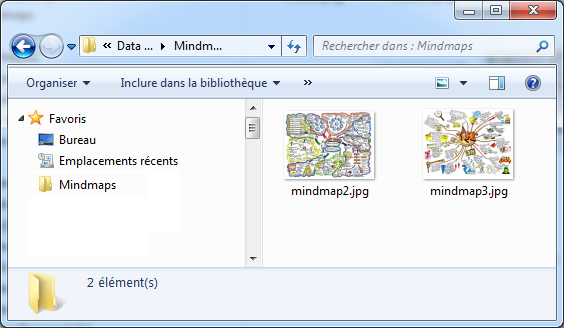 « Data ... ▸ Mindm... ▾
Rechercher dans : Mindmaps
Organiser ▾ Inclure dans la bibliothèque ▾ »
Favoris
Bureau
Emplacements récents
Mindmaps
mindmap2.jpg
mindmap3.jpg
2 élément(s)